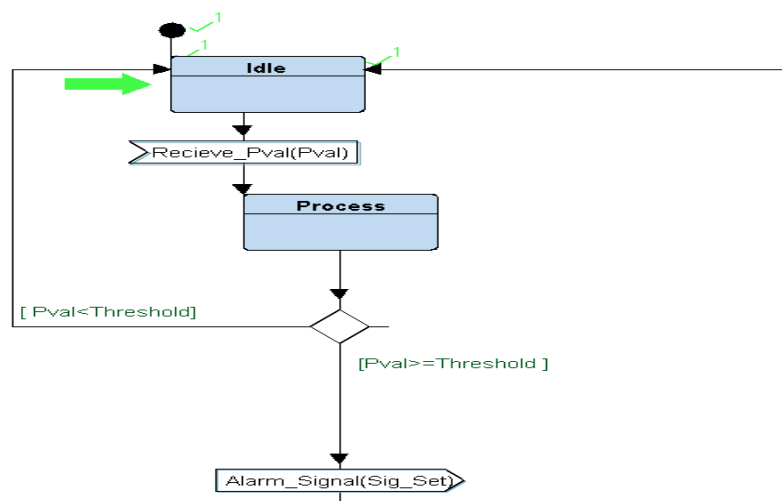 1
1
1
Idle
Recieve_Pval(Pval)
Process
[ Pval<Threshold]
[Pval>=Threshold ]
Alarm_Signal(Sig_Set)